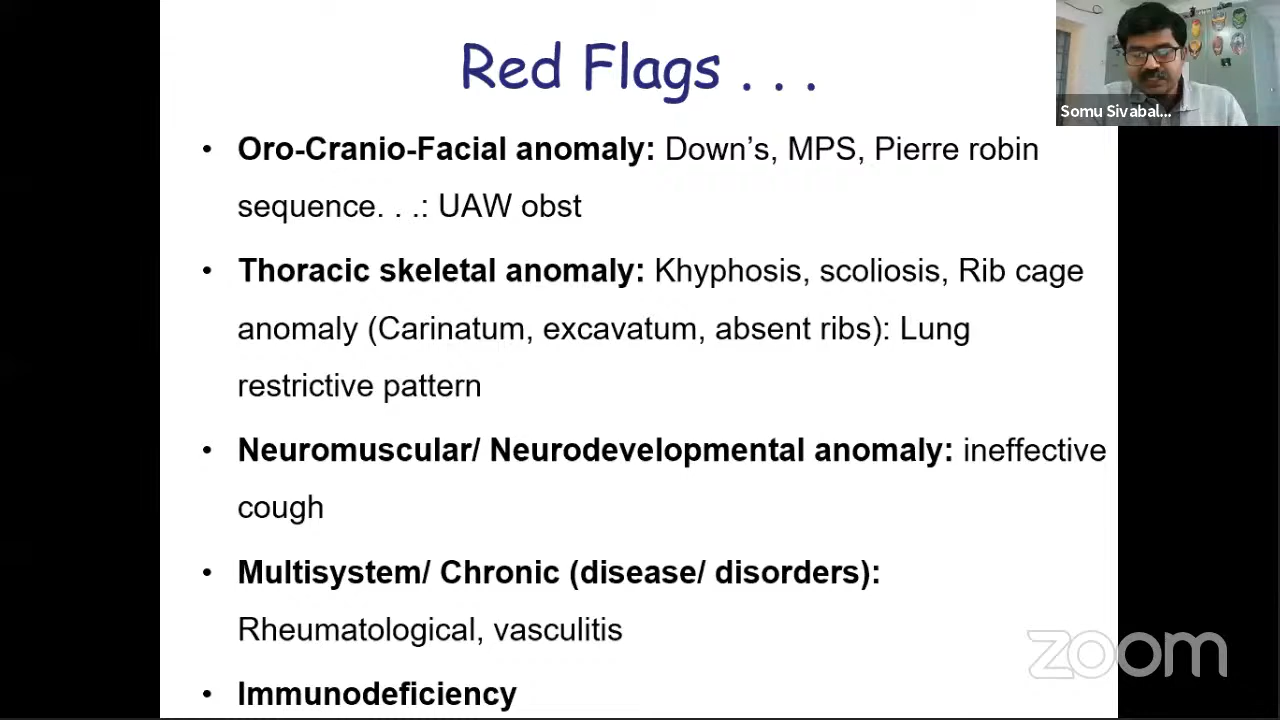 Red Flags . . .
Somu Sivabal...
• Oro-Cranio-Facial anomaly: Down’s, MPS, Pierre robin
sequence. . .: UAW obst
• Thoracic skeletal anomaly: Khyphosis, scoliosis, Rib cage
anomaly (Carinatum, excavatum, absent ribs): Lung
restrictive pattern
• Neuromuscular/ Neurodevelopmental anomaly: ineffective
cough
• Multisystem/ Chronic (disease/ disorders):
Rheumatological, vasculitis
• Immunodeficiency
zoom